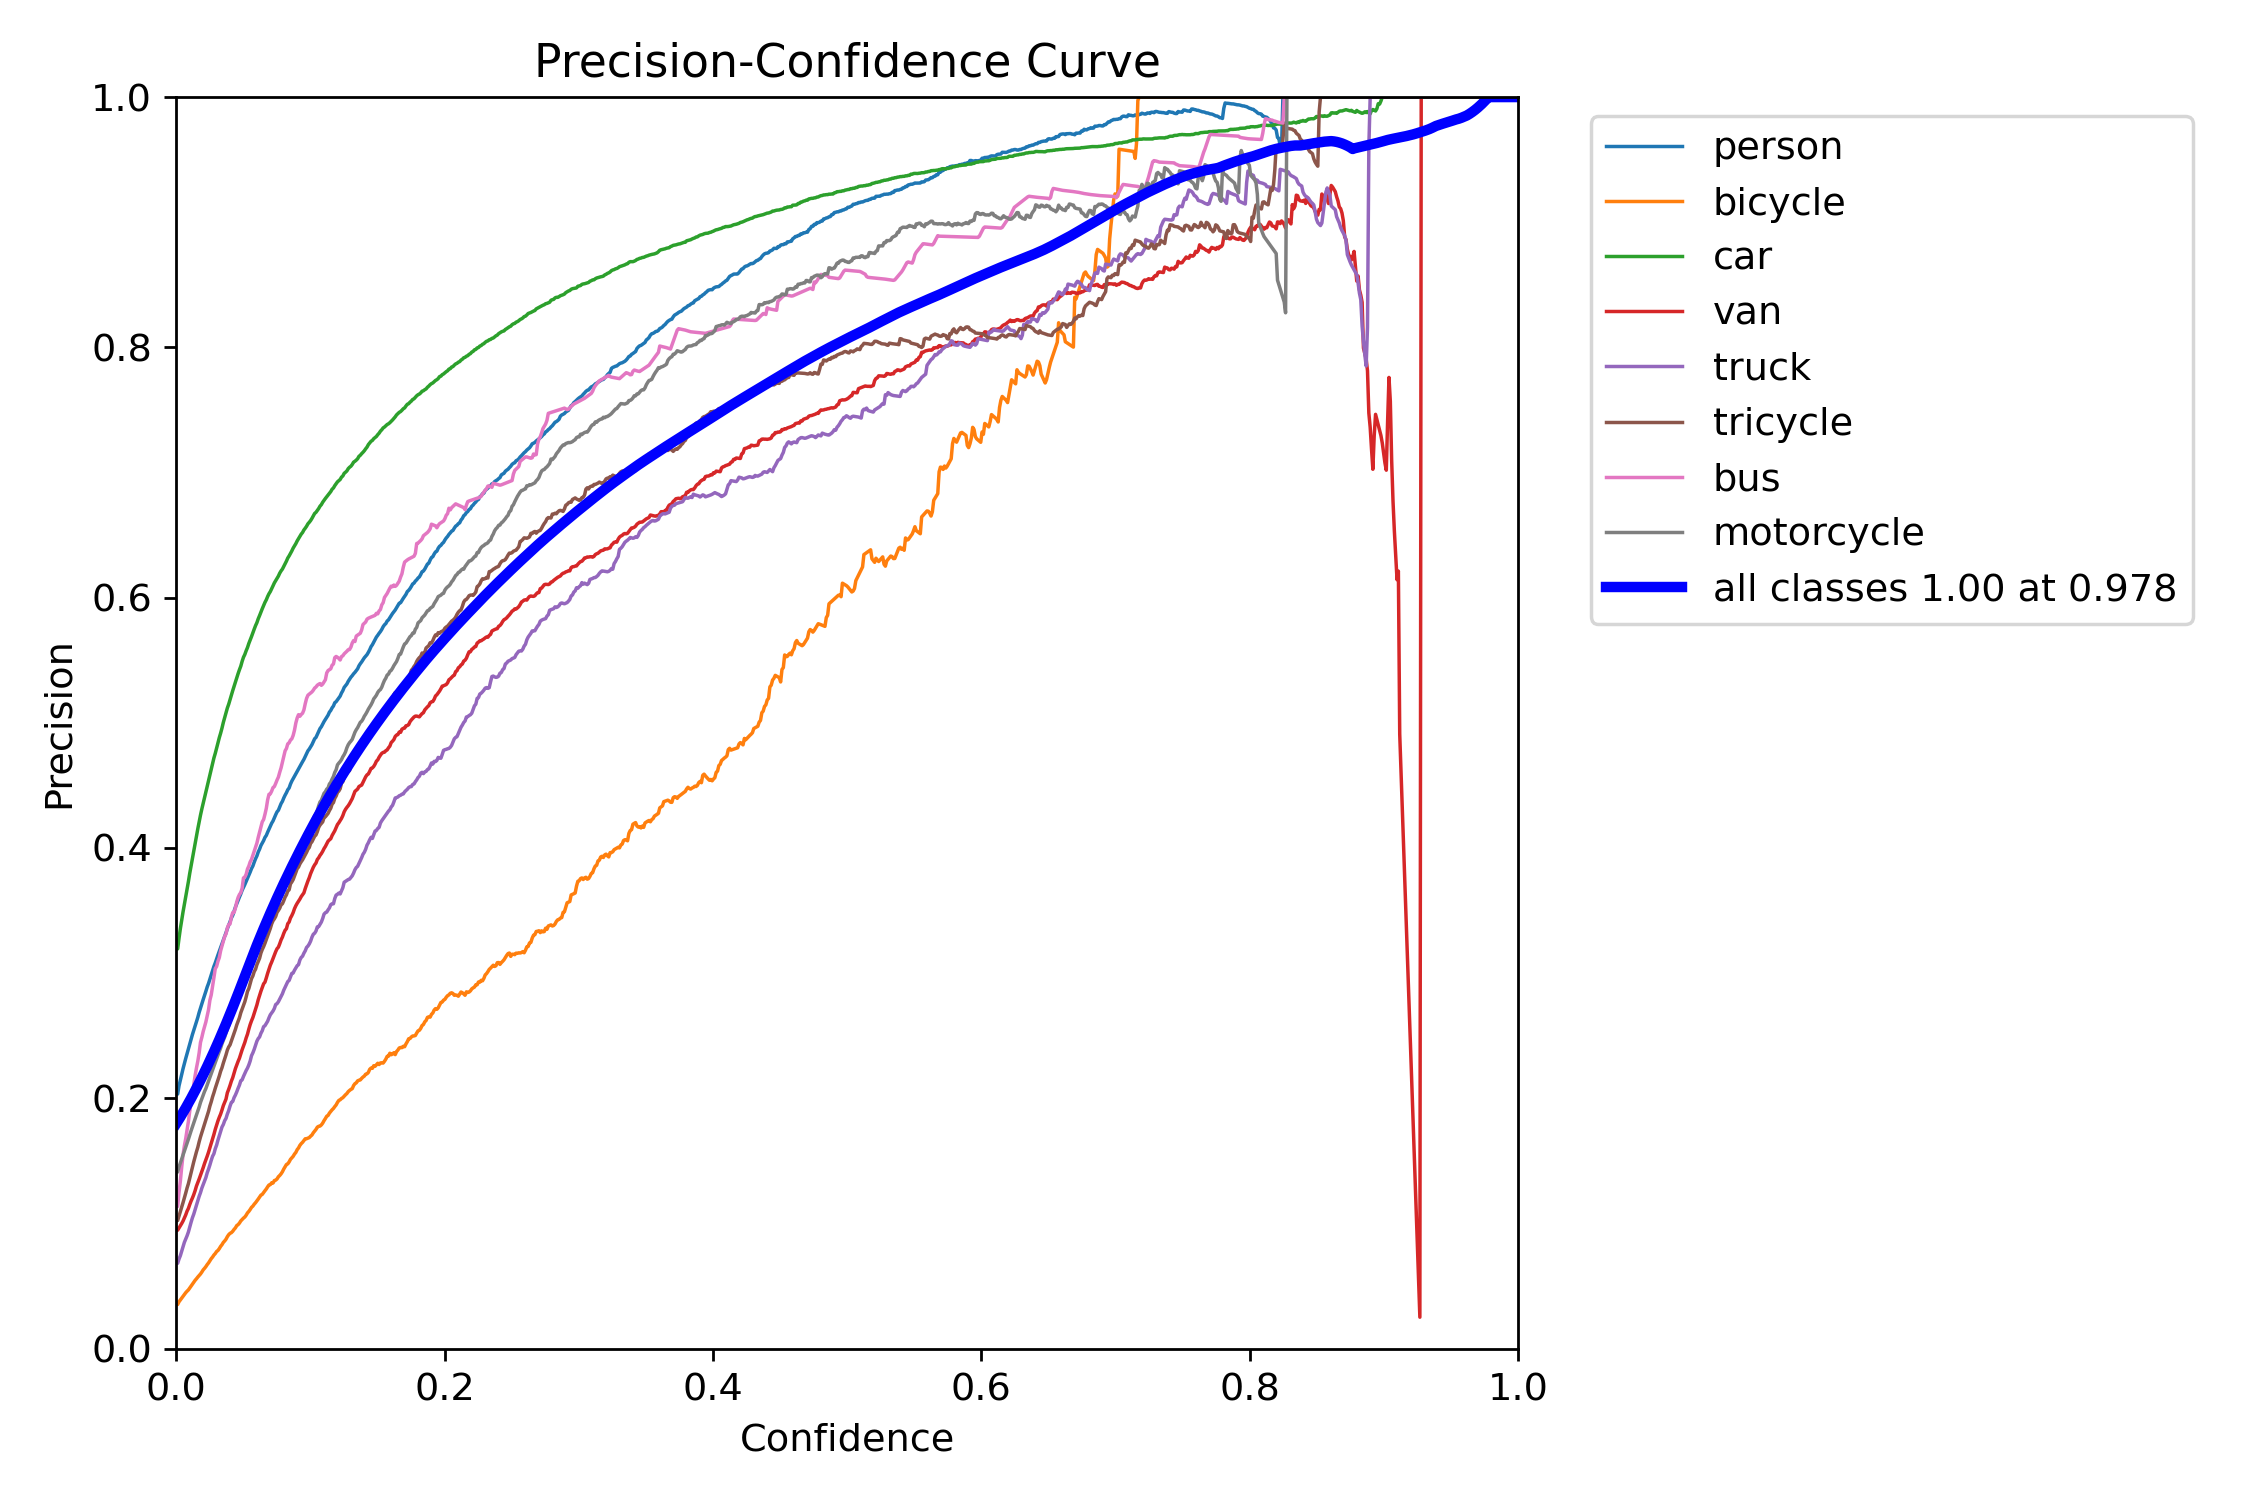 Precision-Confidence Curve
1.0
0.8
0.6
0.4
0.2
0.0
Precision
0.0 0.2 0.4 0.6 0.8 1.0
Confidence
person
bicycle
car
van
truck
tricycle
bus
motorcycle
all classes 1.00 at 0.978